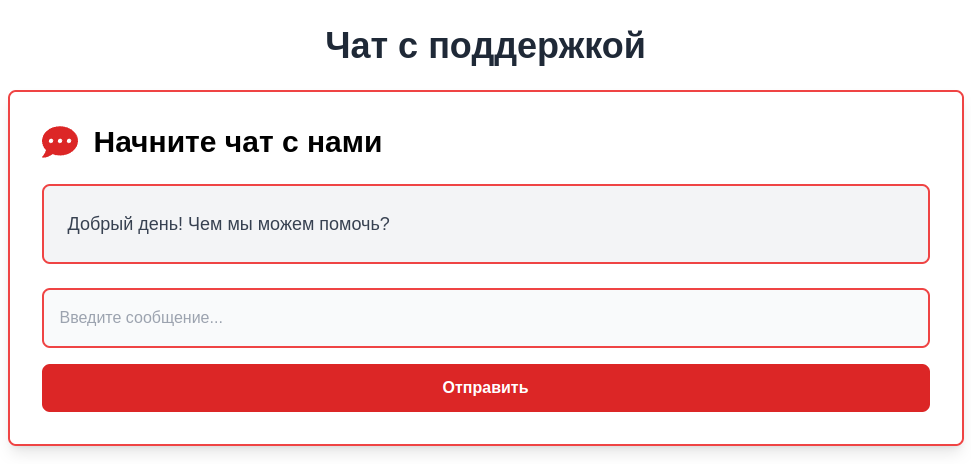 Чат с поддержкой
Начните чат с нами
Добрый день! Чем мы можем помочь?
Введите сообщение...
Отправить